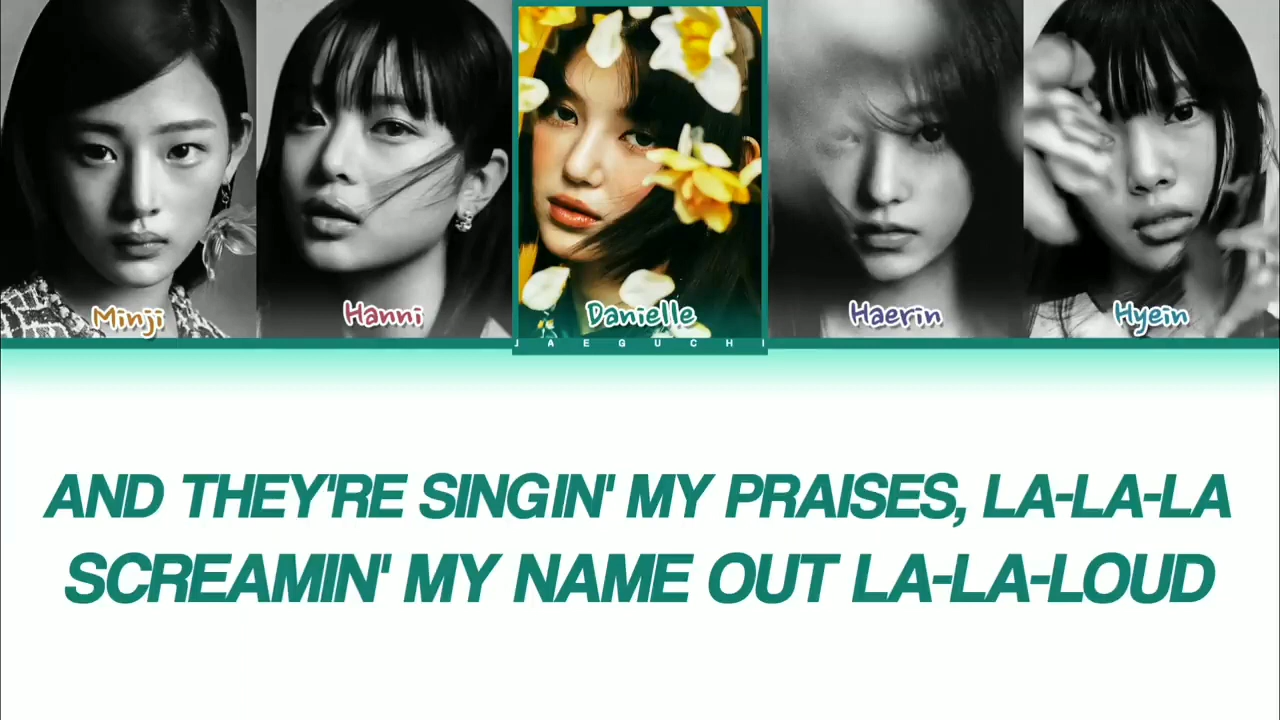 Minji Hanni Danielle Haerin Hyein
JAEGUCHI
AND THEY'RE SINGIN' MY PRAISES, LA-LA-LA
SCREAMIN' MY NAME OUT LA-LA-LOUD